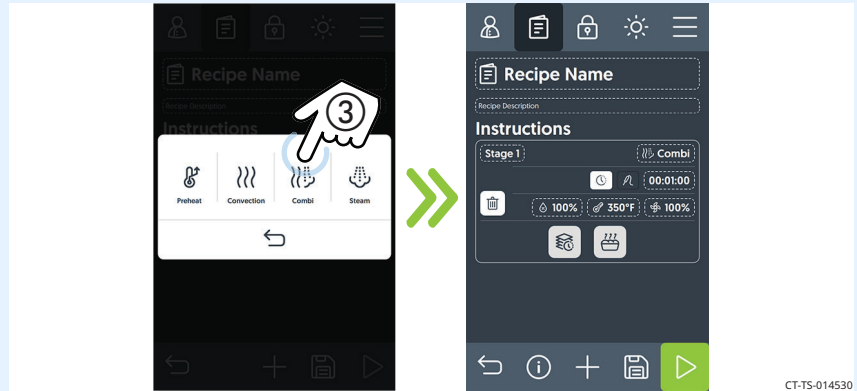 Recipe Name
Recipe Description
Instructions
3
Preheat
Convection
Combi
Steam
Recipe Name
Recipe Description
Instructions
Stage 1
Combi
00:01:00
100%
350°F
100%
CT-TS-014530